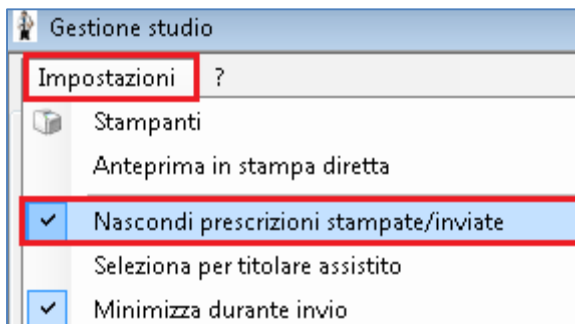 Gestione studio
Impostazioni ?
Stampanti
Anteprima in stampa diretta
Nascondi prescrizioni stampate/inviate
Seleziona per titolare assistito
Minimizza durante invio